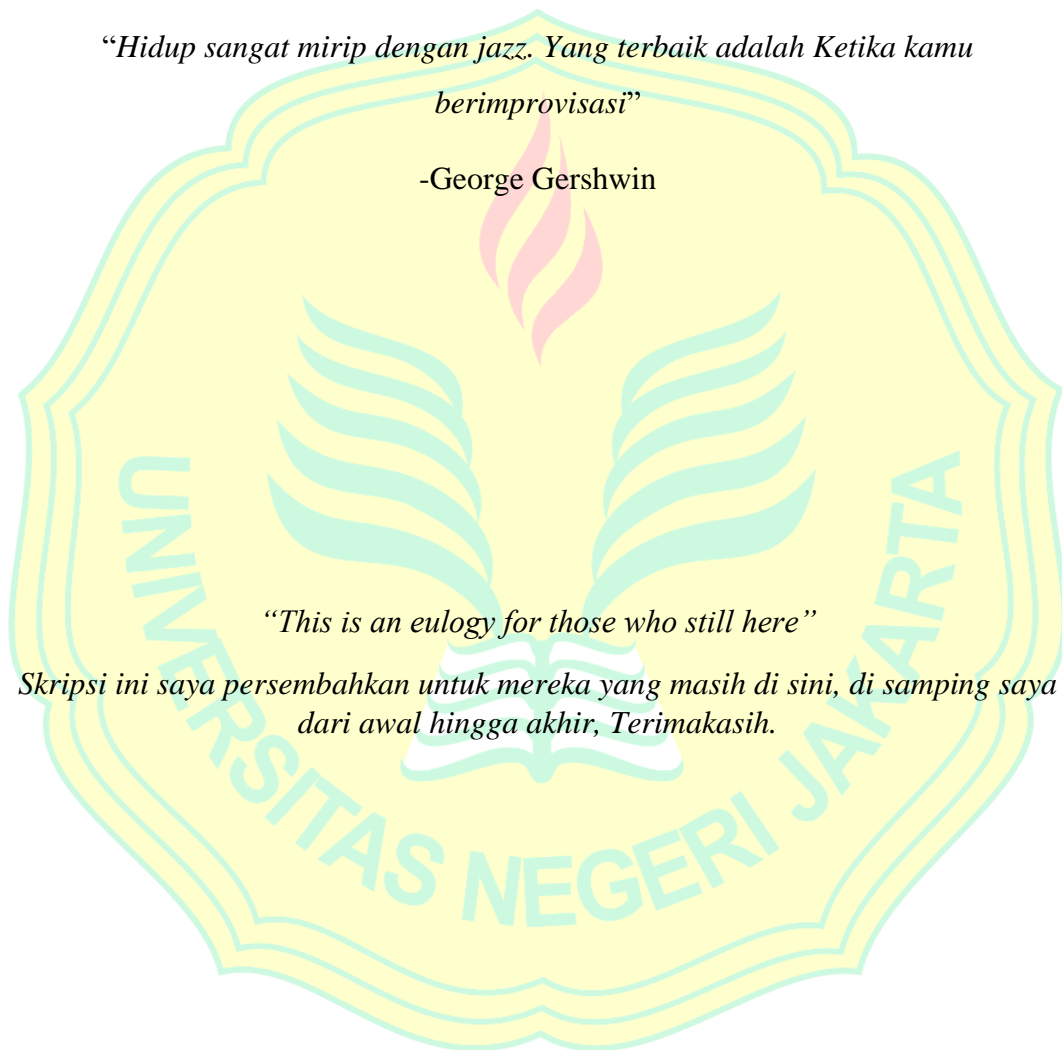 “Hidup sangat mirip dengan jazz. Yang terbaik adalah Ketika kamu
berimprovisasi”
-George Gershwin
“This is an eulogy for those who still here”
Skripsi ini saya persembahkan untuk mereka yang masih di sini, di samping saya
dari awal hingga akhir, Terimakasih.
UNIVERSITAS NEGERI JAKARTA